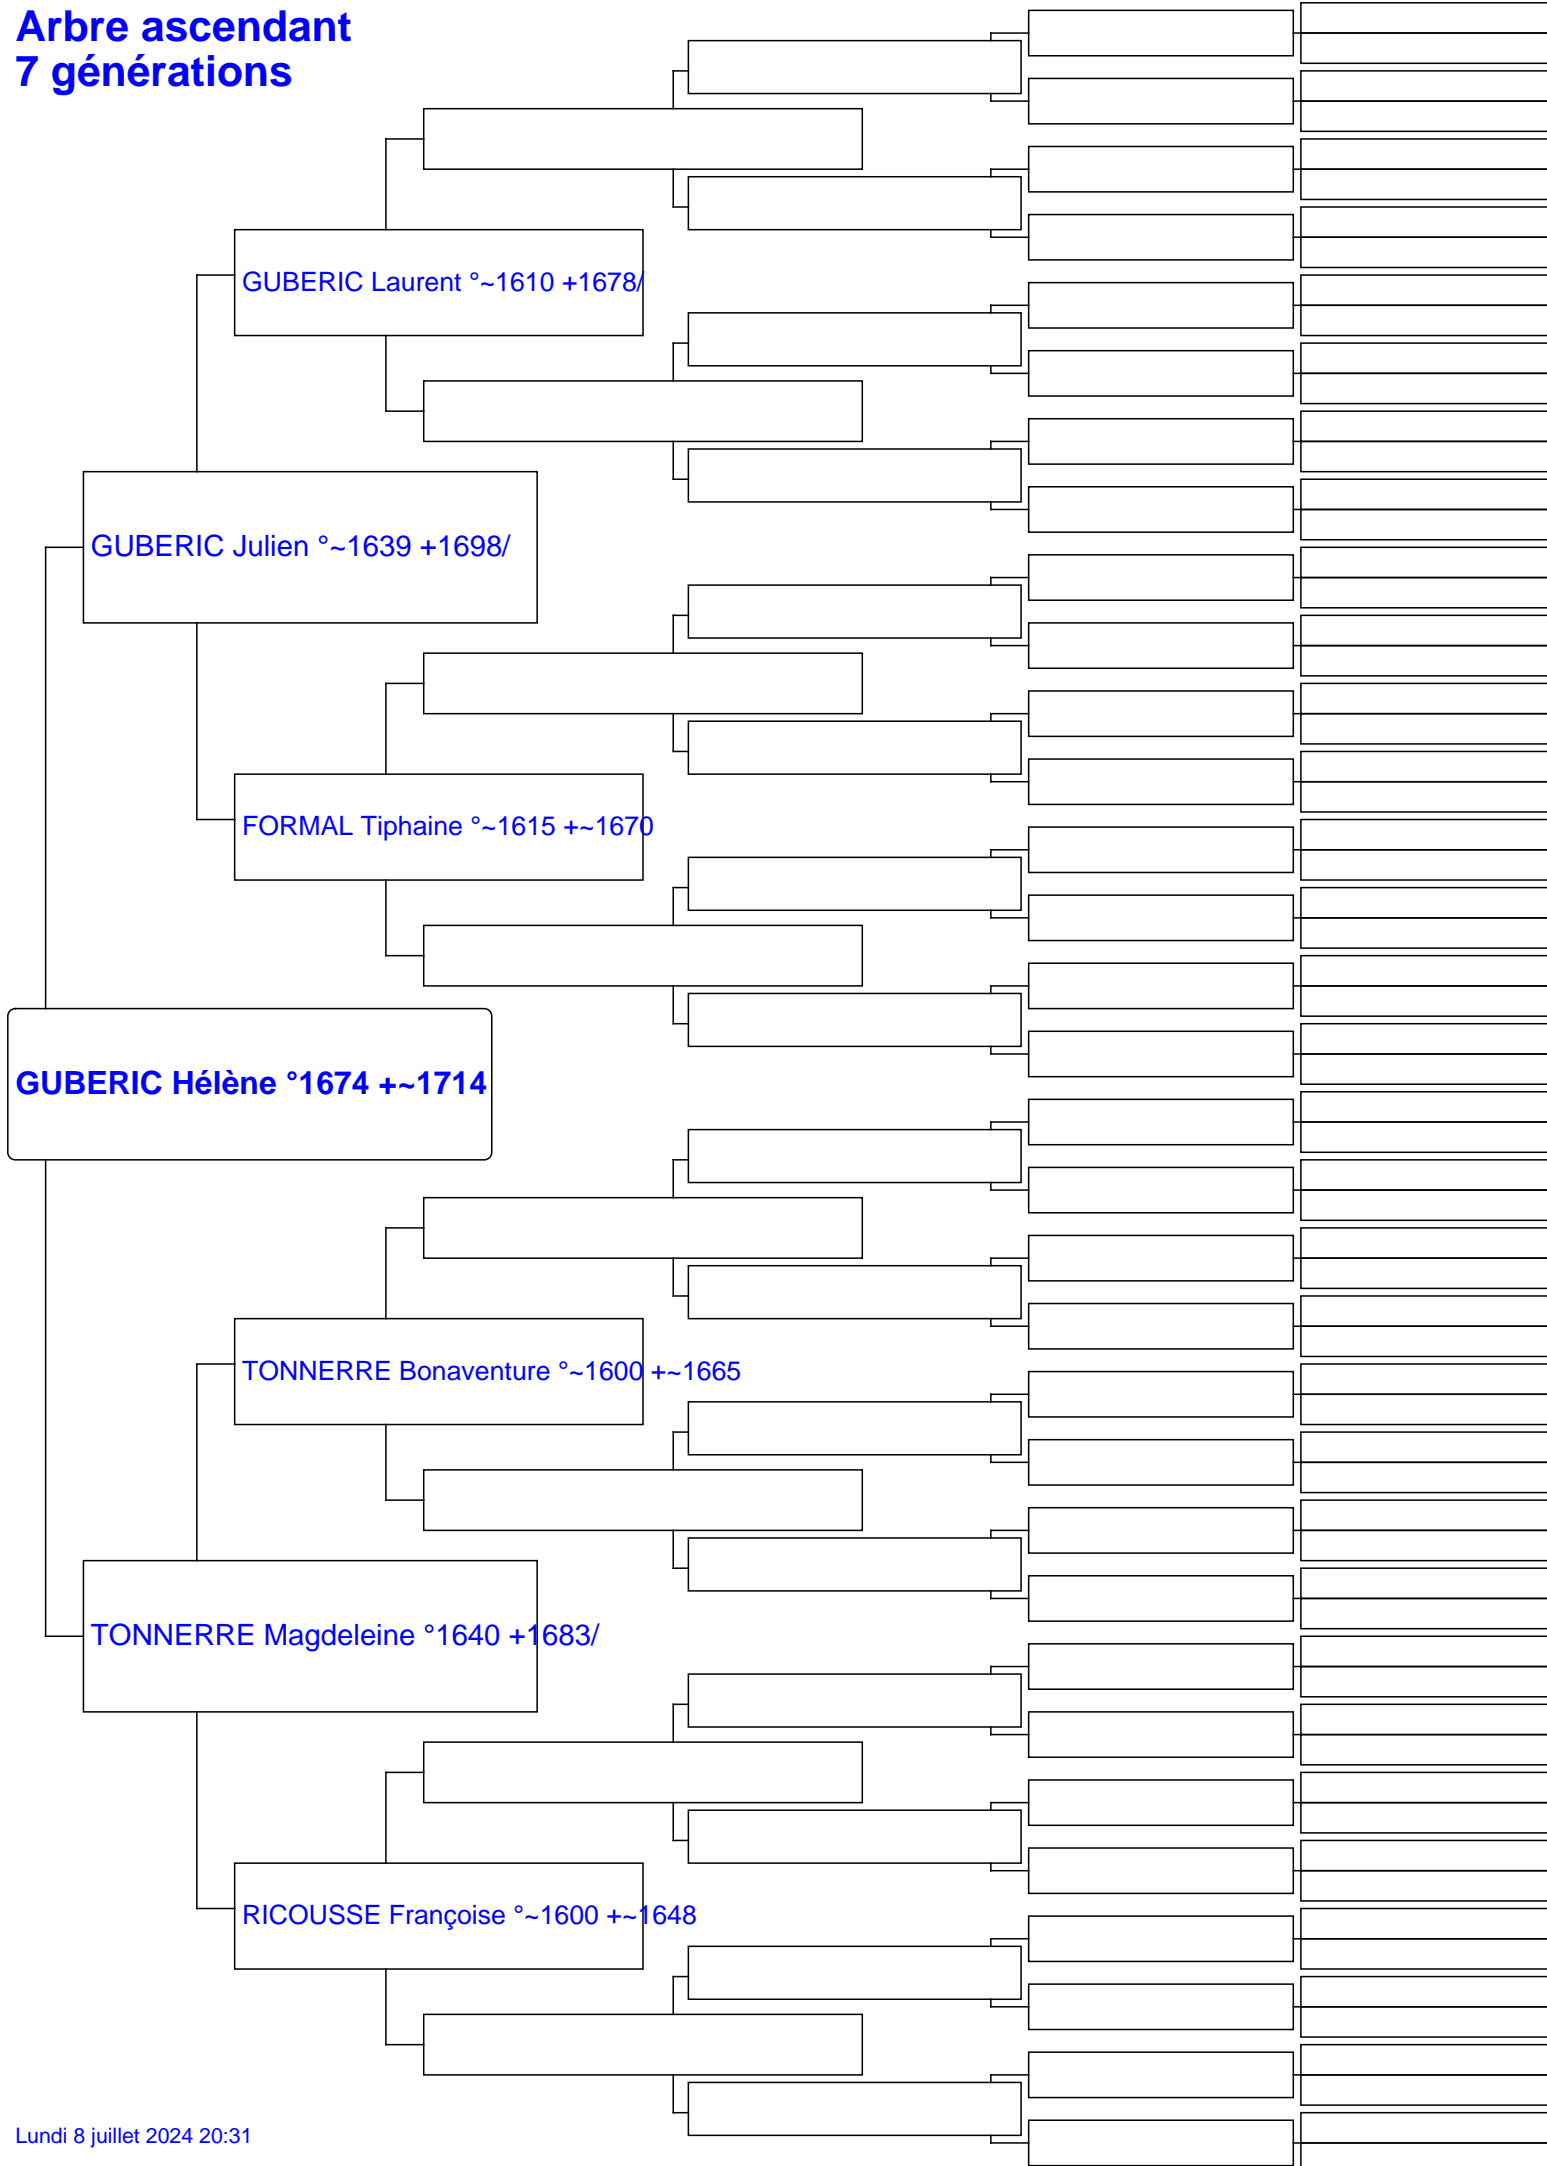 Arbre ascendant
7 générations
GUBERIC Laurent °~1610 +1678/
GUBERIC Julien °~1639 +1698/
FORMAL Tiphaine °~1615 +~1670
GUBERIC Hélène °1674 +~1714
TONNERRE Bonaventure °~1600 +~1665
TONNERRE Magdeleine °1640 +1683/
RICOUSSE Françoise °~1600 +~1648
Lundi 8 juillet 2024 20:31